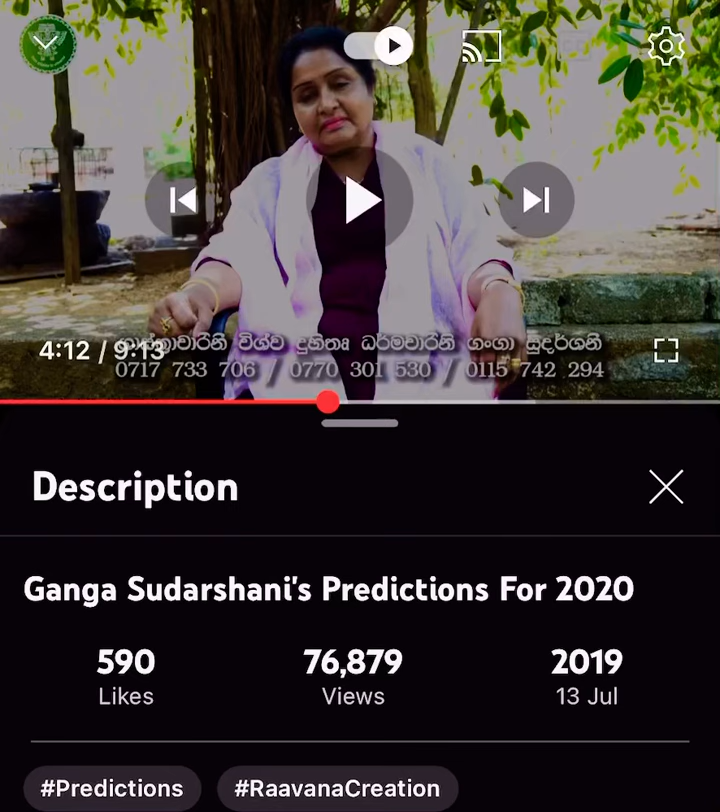 ශාස්ත්‍රාචාරිනී විශ්ව දුහිතෘ ධර්මචාරිනී ගංගා සුදර්ශනී
4:12 / 9:13
0717 733 706 / 0770 301 530 / 0115 742 294
Description
Ganga Sudarshani's Predictions For 2020
590 76,879 2019
Likes Views 13 Jul
#Predictions #RaavanaCreation